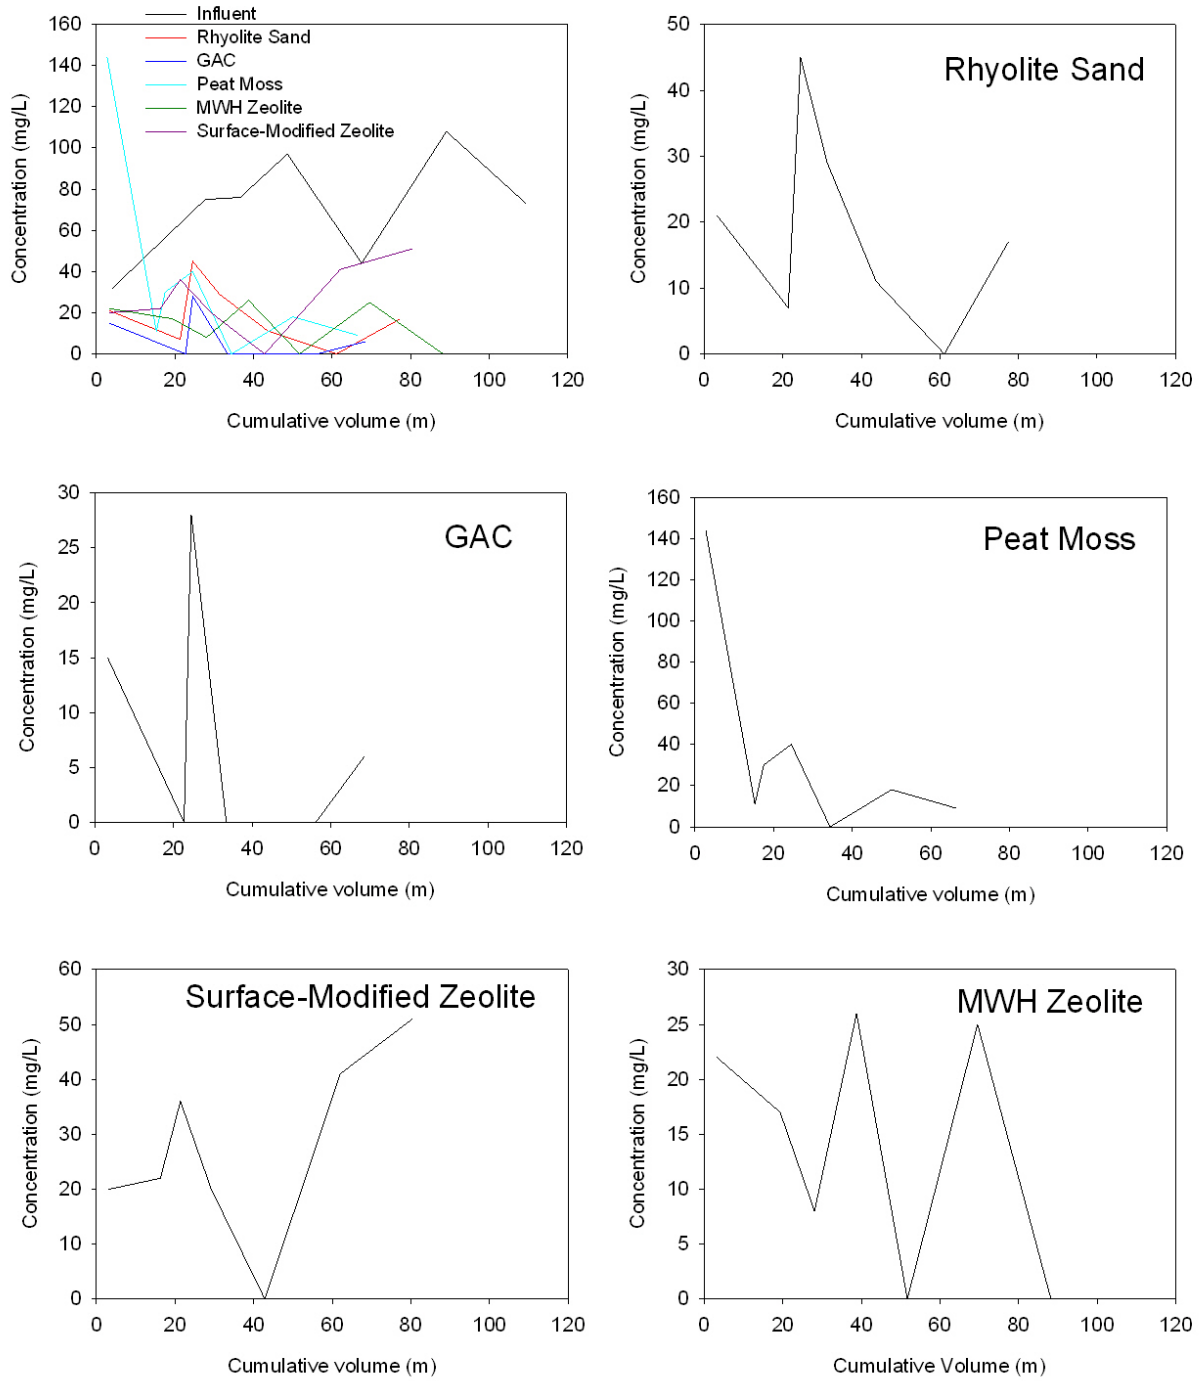 Influent
Rhyolite Sand
GAC
Peat Moss
MWH Zeolite
Surface-Modified Zeolite
160
140
120
100
80
60
40
20
0
Concentration (mg/L)
0 20 40 60 80 100 120
Cumulative volume (m)
Rhyolite Sand
50
40
30
20
10
0
Concentration (mg/L)
0 20 40 60 80 100 120
Cumulative volume (m)
GAC
30
25
20
15
10
5
0
Concentration (mg/L)
0 20 40 60 80 100 120
Cumulative volume (m)
Peat Moss
160
140
120
100
80
60
40
20
0
Concentration (mg/L)
0 20 40 60 80 100 120
Cumulative volume (m)
Surface-Modified Zeolite
60
50
40
30
20
10
0
Concentration (mg/L)
0 20 40 60 80 100 120
Cumulative volume (m)
MWH Zeolite
30
25
20
15
10
5
0
Concentration (mg/L)
0 20 40 60 80 100 120
Cumulative Volume (m)